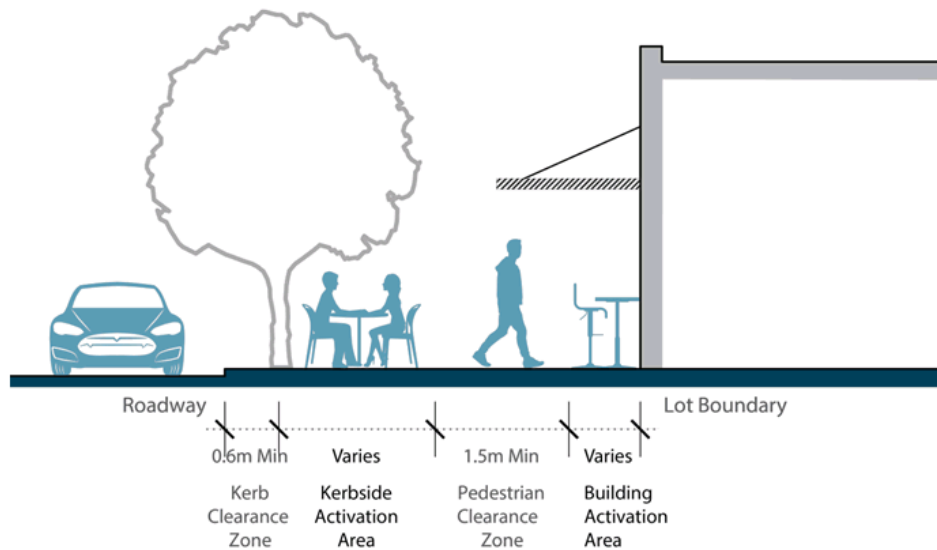 Roadway
Lot Boundary
0.6m Min
Varies
1.5m Min
Varies
Kerb
Clearance
Zone
Kerbside
Activation
Area
Pedestrian
Clearance
Zone
Building
Activation
Area